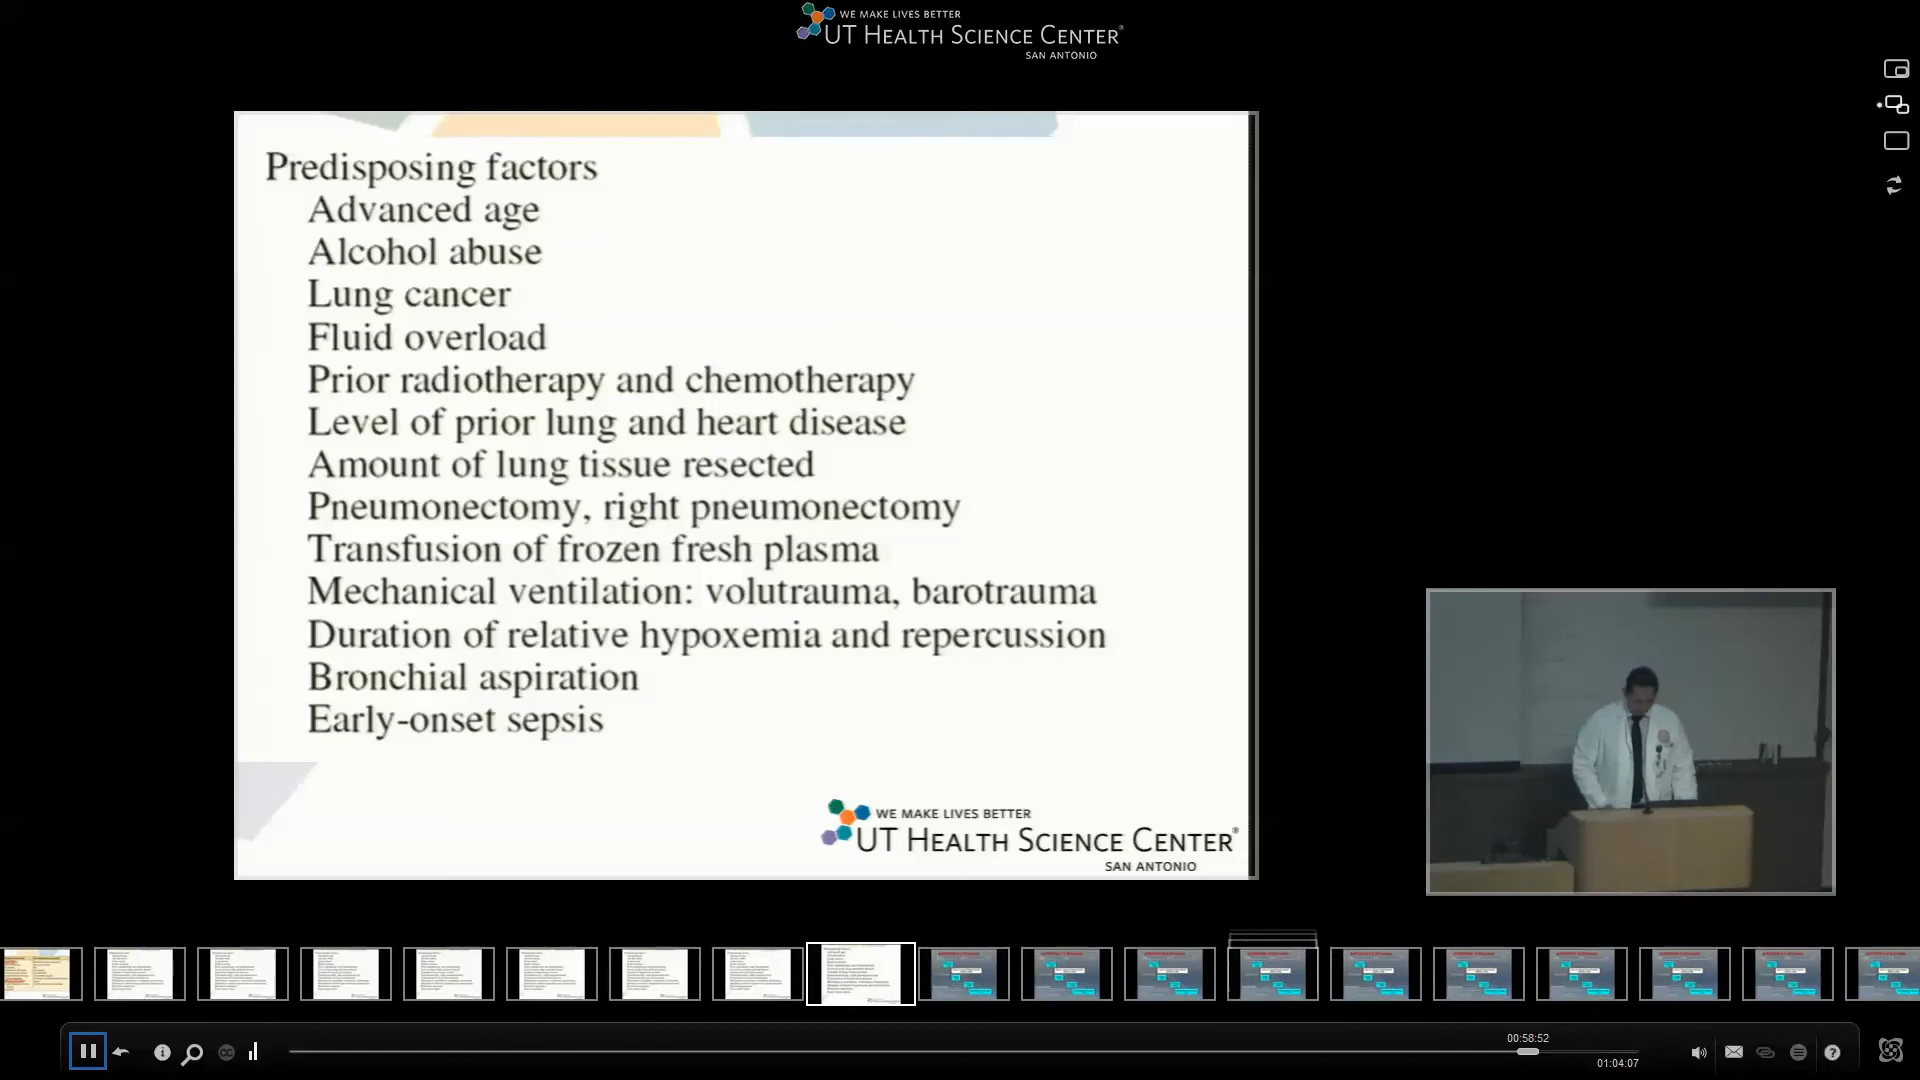 WE MAKE LIVES BETTER
UT HEALTH SCIENCE CENTER®
SAN ANTONIO
Predisposing factors
Advanced age
Alcohol abuse
Lung cancer
Fluid overload
Prior radiotherapy and chemotherapy
Level of prior lung and heart disease
Amount of lung tissue resected
Pneumonectomy, right pneumonectomy
Transfusion of frozen fresh plasma
Mechanical ventilation: volutrauma, barotrauma
Duration of relative hypoxemia and repercussion
Bronchial aspiration
Early-onset sepsis
WE MAKE LIVES BETTER
UT HEALTH SCIENCE CENTER®
SAN ANTONIO
00:58:52
01:04:07